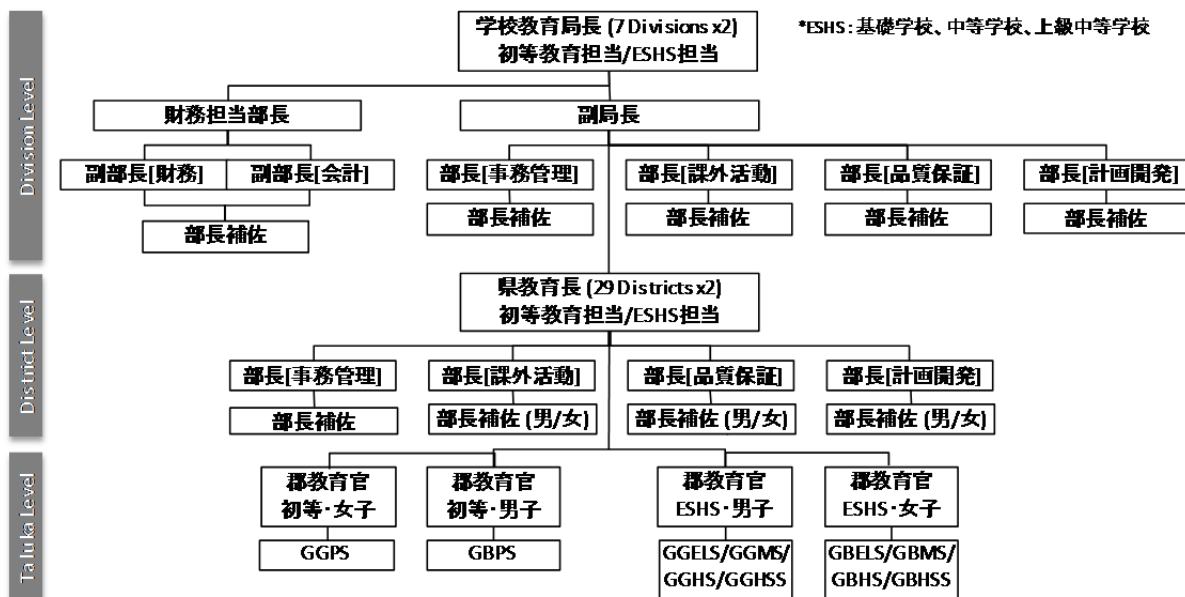 学校教育局長 (7 Divisions x2)
初等教育担当/ESHS担当
*ESHS：基礎学校、中等学校、上級中等学校
Division Level
財務担当部長
副局長
副部長[財務]
副部長[会計]
部長[事務管理]
部長[課外活動]
部長[品質保証]
部長[計画開発]
部長補佐
部長補佐
部長補佐
部長補佐
部長補佐
District Level
県教育長 (29 Districts x2)
初等教育担当/ESHS担当
部長[事務管理]
部長[課外活動]
部長[品質保証]
部長[計画開発]
部長補佐
部長補佐 (男/女)
部長補佐 (男/女)
部長補佐 (男/女)
Taluka Level
郡教育官
初等・女子
郡教育官
初等・男子
郡教育官
ESHS・男子
郡教育官
ESHS・女子
GGPS
GBPS
GGELS/GGMS/
GGHS/GGHSS
GBELS/GBMS/
GBHS/GBHSS